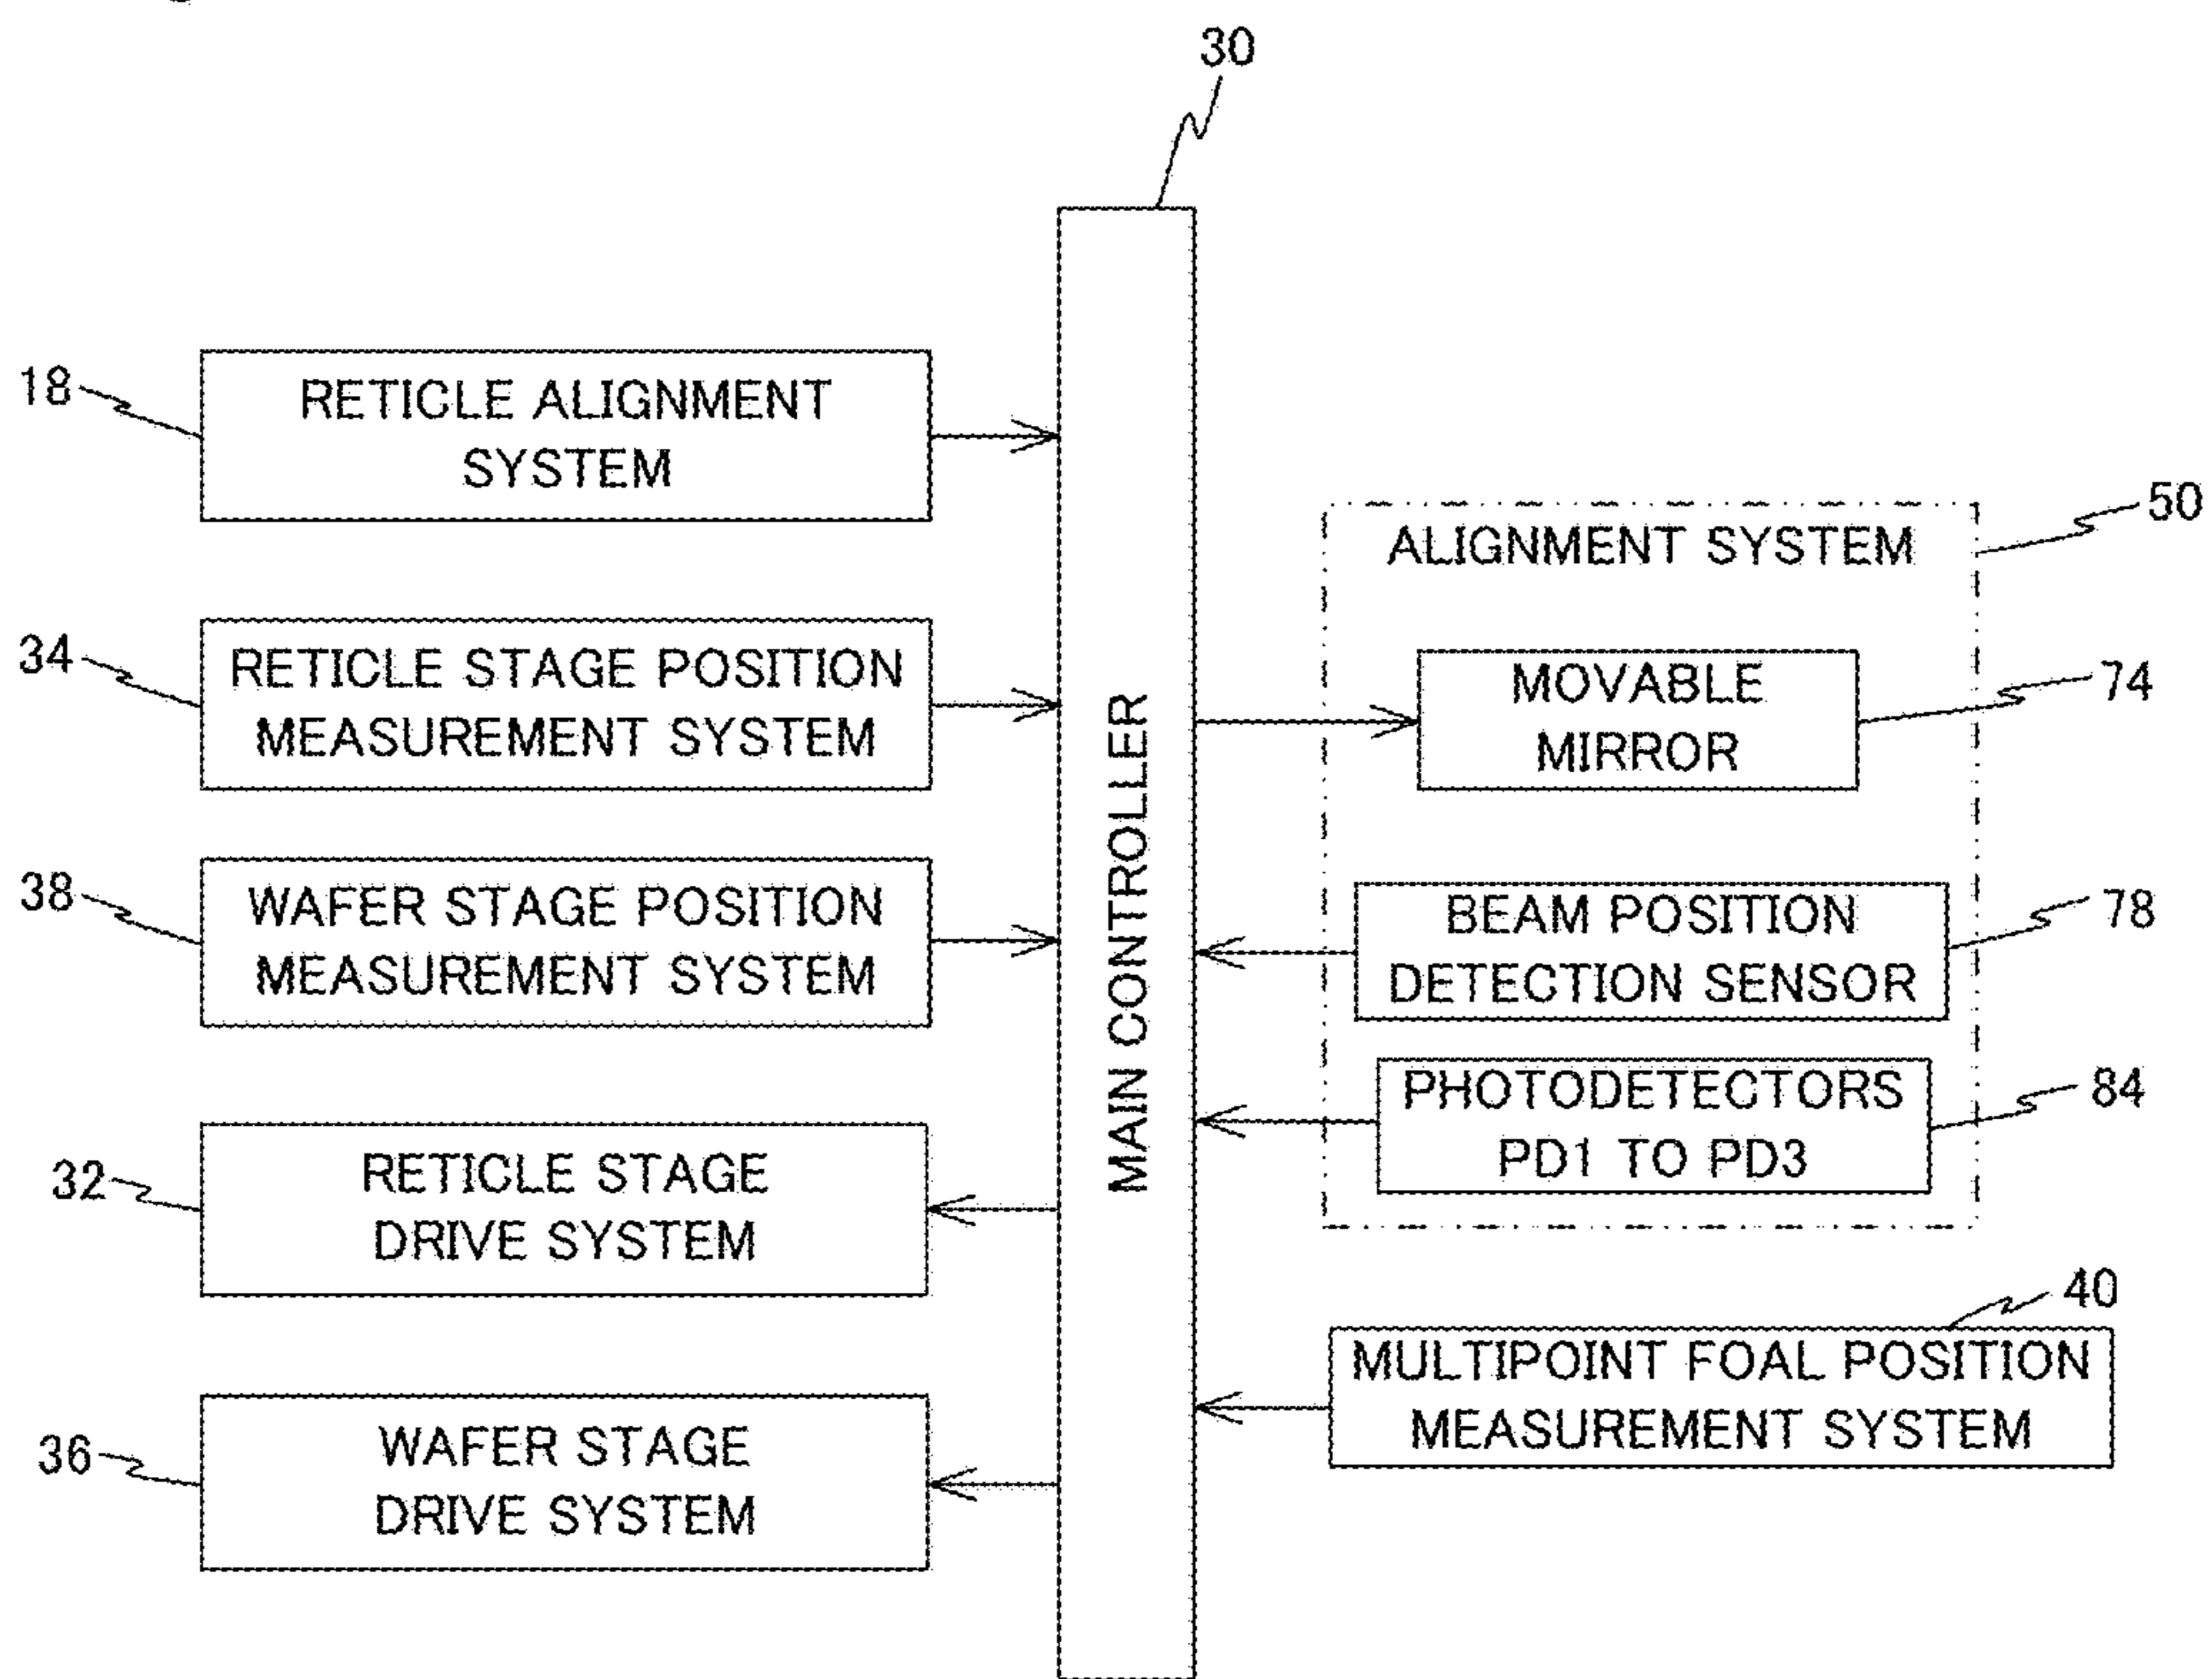 30
18
RETICLE ALIGNMENT
SYSTEM
34
RETICLE STAGE POSITION
MEASUREMENT SYSTEM
38
WAFER STAGE POSITION
MEASUREMENT SYSTEM
32
RETICLE STAGE
DRIVE SYSTEM
36
WAFER STAGE
DRIVE SYSTEM
MAIN CONTROLLER
50
ALIGNMENT SYSTEM
MOVABLE
MIRROR
74
BEAM POSITION
DETECTION SENSOR
78
PHOTODETECTORS
PD1 TO PD3
84
40
MULTIPOINT FOAL POSITION
MEASUREMENT SYSTEM